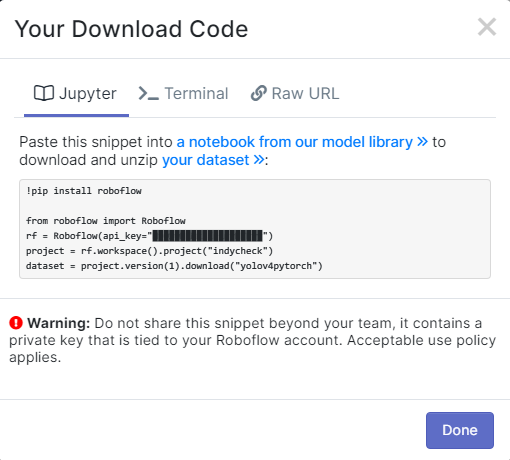 Your Download Code
Jupyter
Terminal
Raw URL
Paste this snippet into a notebook from our model library » to
download and unzip your dataset »:
!pip install roboflow
from roboflow import Roboflow
rf = Roboflow(api_key="████████████████████")
project = rf.workspace().project("indycheck")
dataset = project.version(1).download("yolov4pytorch")
Warning: Do not share this snippet beyond your team, it contains a
private key that is tied to your Roboflow account. Acceptable use policy
applies.
Done